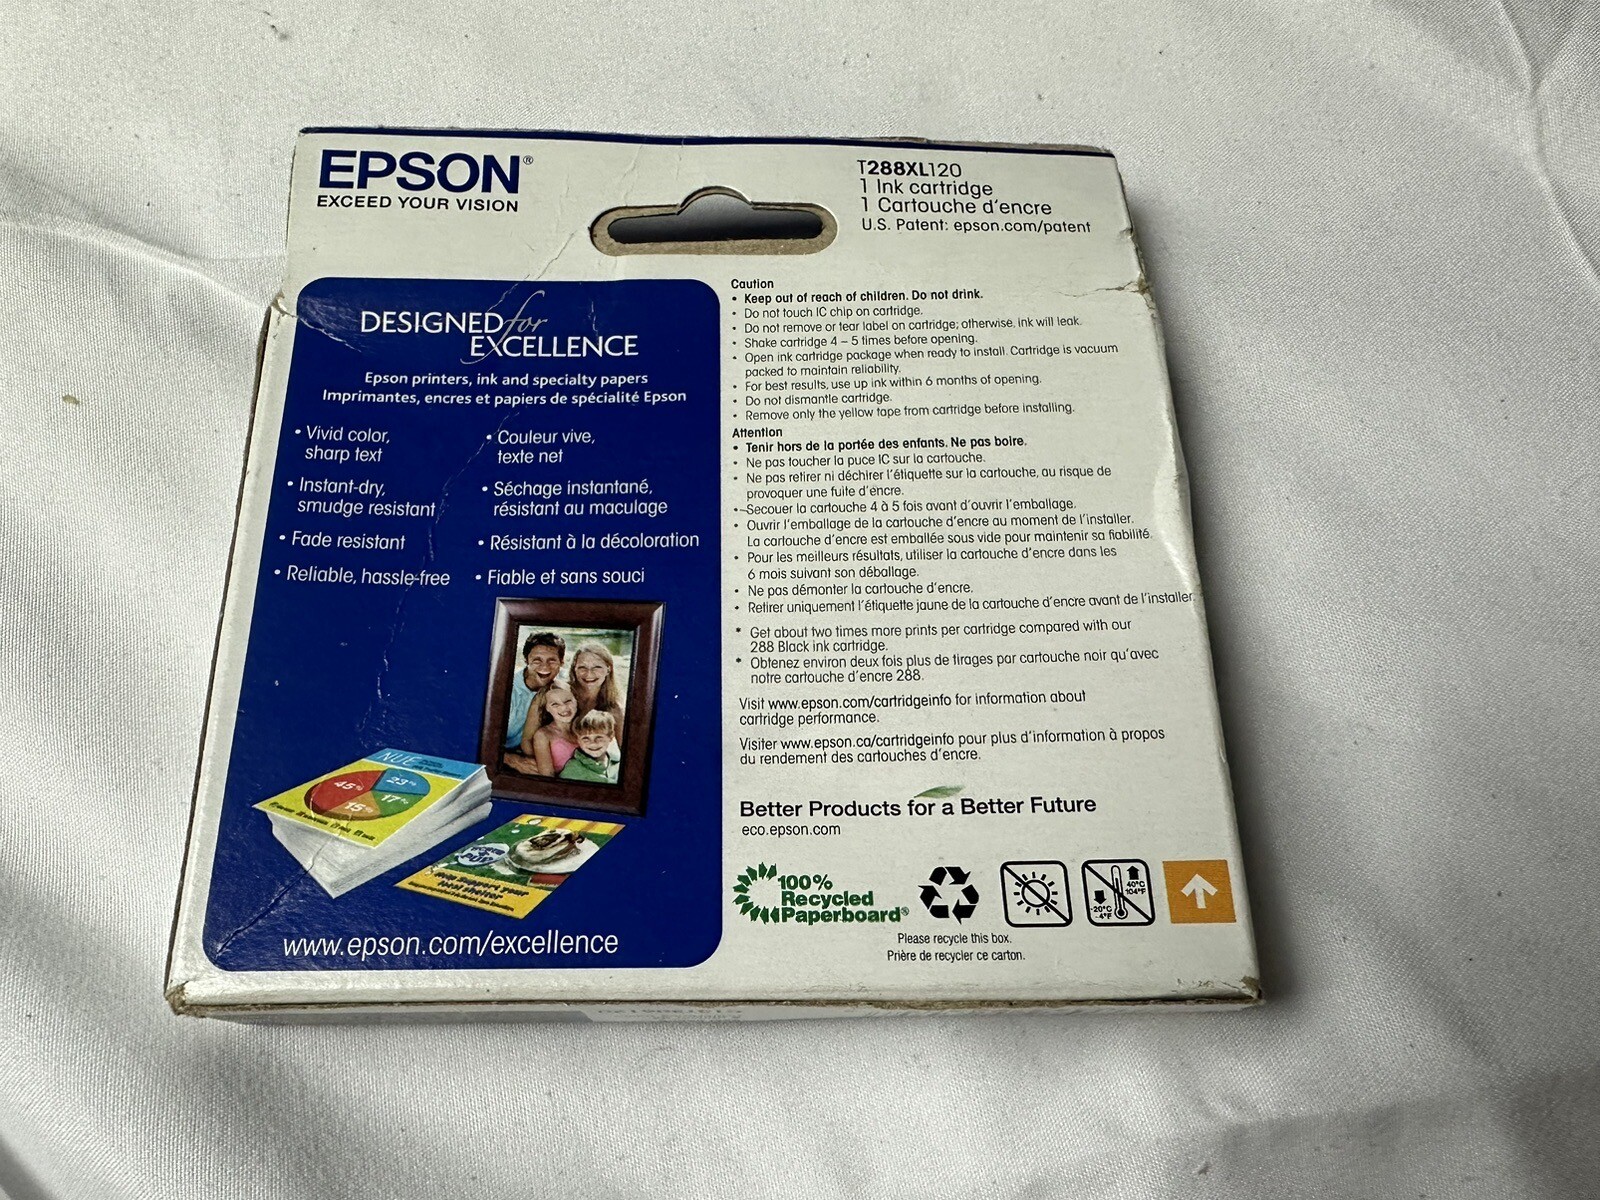 EPSON®
EXCEED YOUR VISION
T288XL120
1 Ink cartridge
1 Cartouche d'encre
U.S. Patent: epson.com/patent
DESIGNED for
EXCELLENCE
Epson printers, ink and specialty papers
Imprimantes, encres et papiers de spécialité Epson
• Vivid color,
sharp text
• Instant-dry,
smudge resistant
• Fade resistant
• Reliable, hassle-free
• Couleur vive,
texte net
• Séchage instantané,
résistant au maculage
• Résistant à la décoloration
• Fiable et sans souci
NUE
45%
23%
17%
15%
Help support your
local shelter
www.epson.com/excellence
Caution
• Keep out of reach of children. Do not drink.
• Do not touch IC chip on cartridge.
• Do not remove or tear label on cartridge; otherwise, ink will leak.
• Shake cartridge 4 – 5 times before opening.
• Open ink cartridge package when ready to install. Cartridge is vacuum
packed to maintain reliability.
• For best results, use up ink within 6 months of opening.
• Do not dismantle cartridge.
• Remove only the yellow tape from cartridge before installing.
Attention
• Tenir hors de la portée des enfants. Ne pas boire.
• Ne pas toucher la puce IC sur la cartouche.
• Ne pas retirer ni déchirer l'étiquette sur la cartouche, au risque de
provoquer une fuite d'encre.
• Secouer la cartouche 4 à 5 fois avant d'ouvrir l'emballage.
• Ouvrir l'emballage de la cartouche d'encre au moment de l'installer.
La cartouche d'encre est emballée sous vide pour maintenir sa fiabilité.
• Pour les meilleurs résultats, utiliser la cartouche d'encre dans les
6 mois suivant son déballage.
• Ne pas démonter la cartouche d'encre.
• Retirer uniquement l'étiquette jaune de la cartouche d'encre avant de l'installer.
* Get about two times more prints per cartridge compared with our
288 Black ink cartridge.
* Obtenez environ deux fois plus de tirages par cartouche noir qu'avec
notre cartouche d'encre 288.
Visit www.epson.com/cartridgeinfo for information about
cartridge performance.
Visiter www.epson.ca/cartridgeinfo pour plus d'information à propos
du rendement des cartouches d'encre.
Better Products for a Better Future
eco.epson.com
100%
Recycled
Paperboard®
-20°C
-4°F
40°C
104°F
Please recycle this box.
Prière de recycler ce carton.